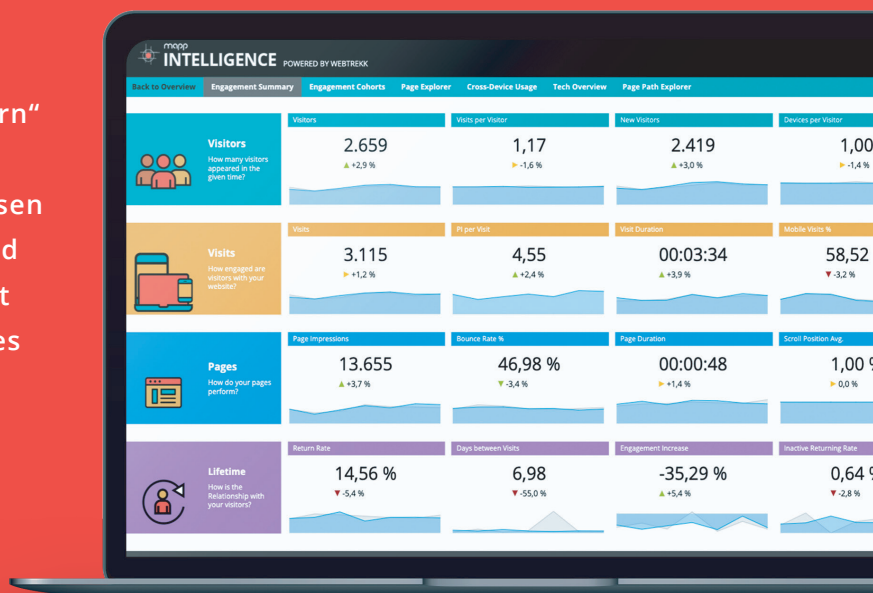 rn“
sen
d
t
es
mapp
INTELLIGENCE POWERED BY WEBTREKK
Back to Overview Engagement Summary Engagement Cohorts Page Explorer Cross-Device Usage Tech Overview Page Path Explorer
Visitors
How many visitors
appeared in the
given time?
Visitors Visits per Visitor New Visitors Devices per Visitor
2.659 1,17 2.419 1,00
▲ +2,9 % ▶ -1,6 % ▲ +3,0 % ▶ -1,4 %
Visits
How engaged are
visitors with your
website?
Visits PI per Visit Visit Duration Mobile Visits %
3.115 4,55 00:03:34 58,52
▶ +1,2 % ▲ +2,4 % ▲ +3,9 % ▼ -3,2 %
Pages
How do your pages
perform?
Page Impressions Bounce Rate % Page Duration Scroll Position Avg.
13.655 46,98 % 00:00:48 1,00 %
▲ +3,7 % ▼ -3,4 % ▶ +1,4 % ▶ 0,0 %
Lifetime
How is the
Relationship with
your visitors?
Return Rate Days between Visits Engagement Increase Inactive Returning Rate
14,56 % 6,98 -35,29 % 0,64 %
▼ -5,4 % ▼ -55,0 % ▲ +5,4 % ▼ -2,8 %